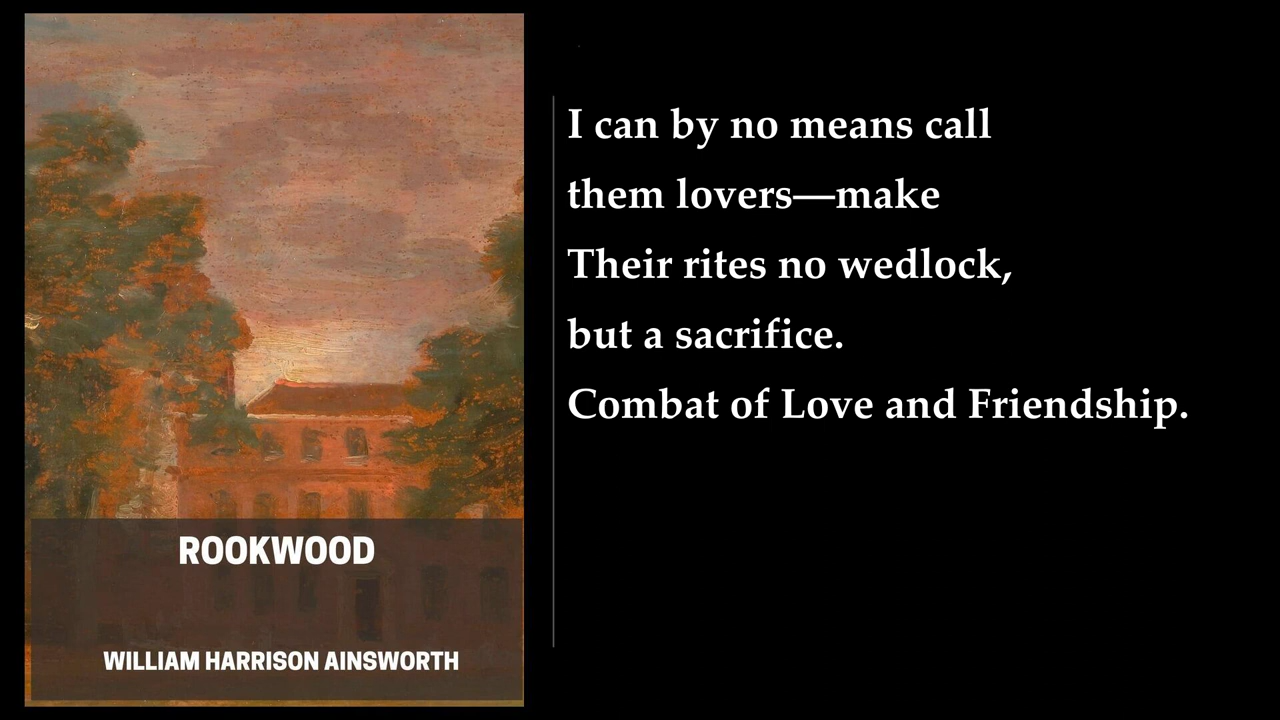 ROOKWOOD
WILLIAM HARRISON AINSWORTH
I can by no means call
them lovers—make
Their rites no wedlock,
but a sacrifice.
Combat of Love and Friendship.